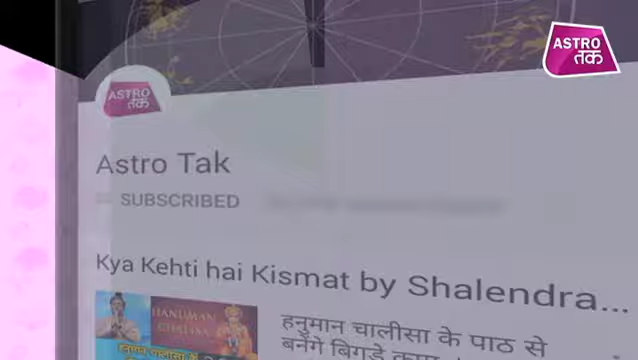 ASTRO
तक
ASTRO
तक
Astro Tak
SUBSCRIBED
Kya Kehti hai Kismat by Shalendra...
HANUMAN
CHALISA
हनुमान चालीसा के पाठ से
बनेंगे बिगड़े काम